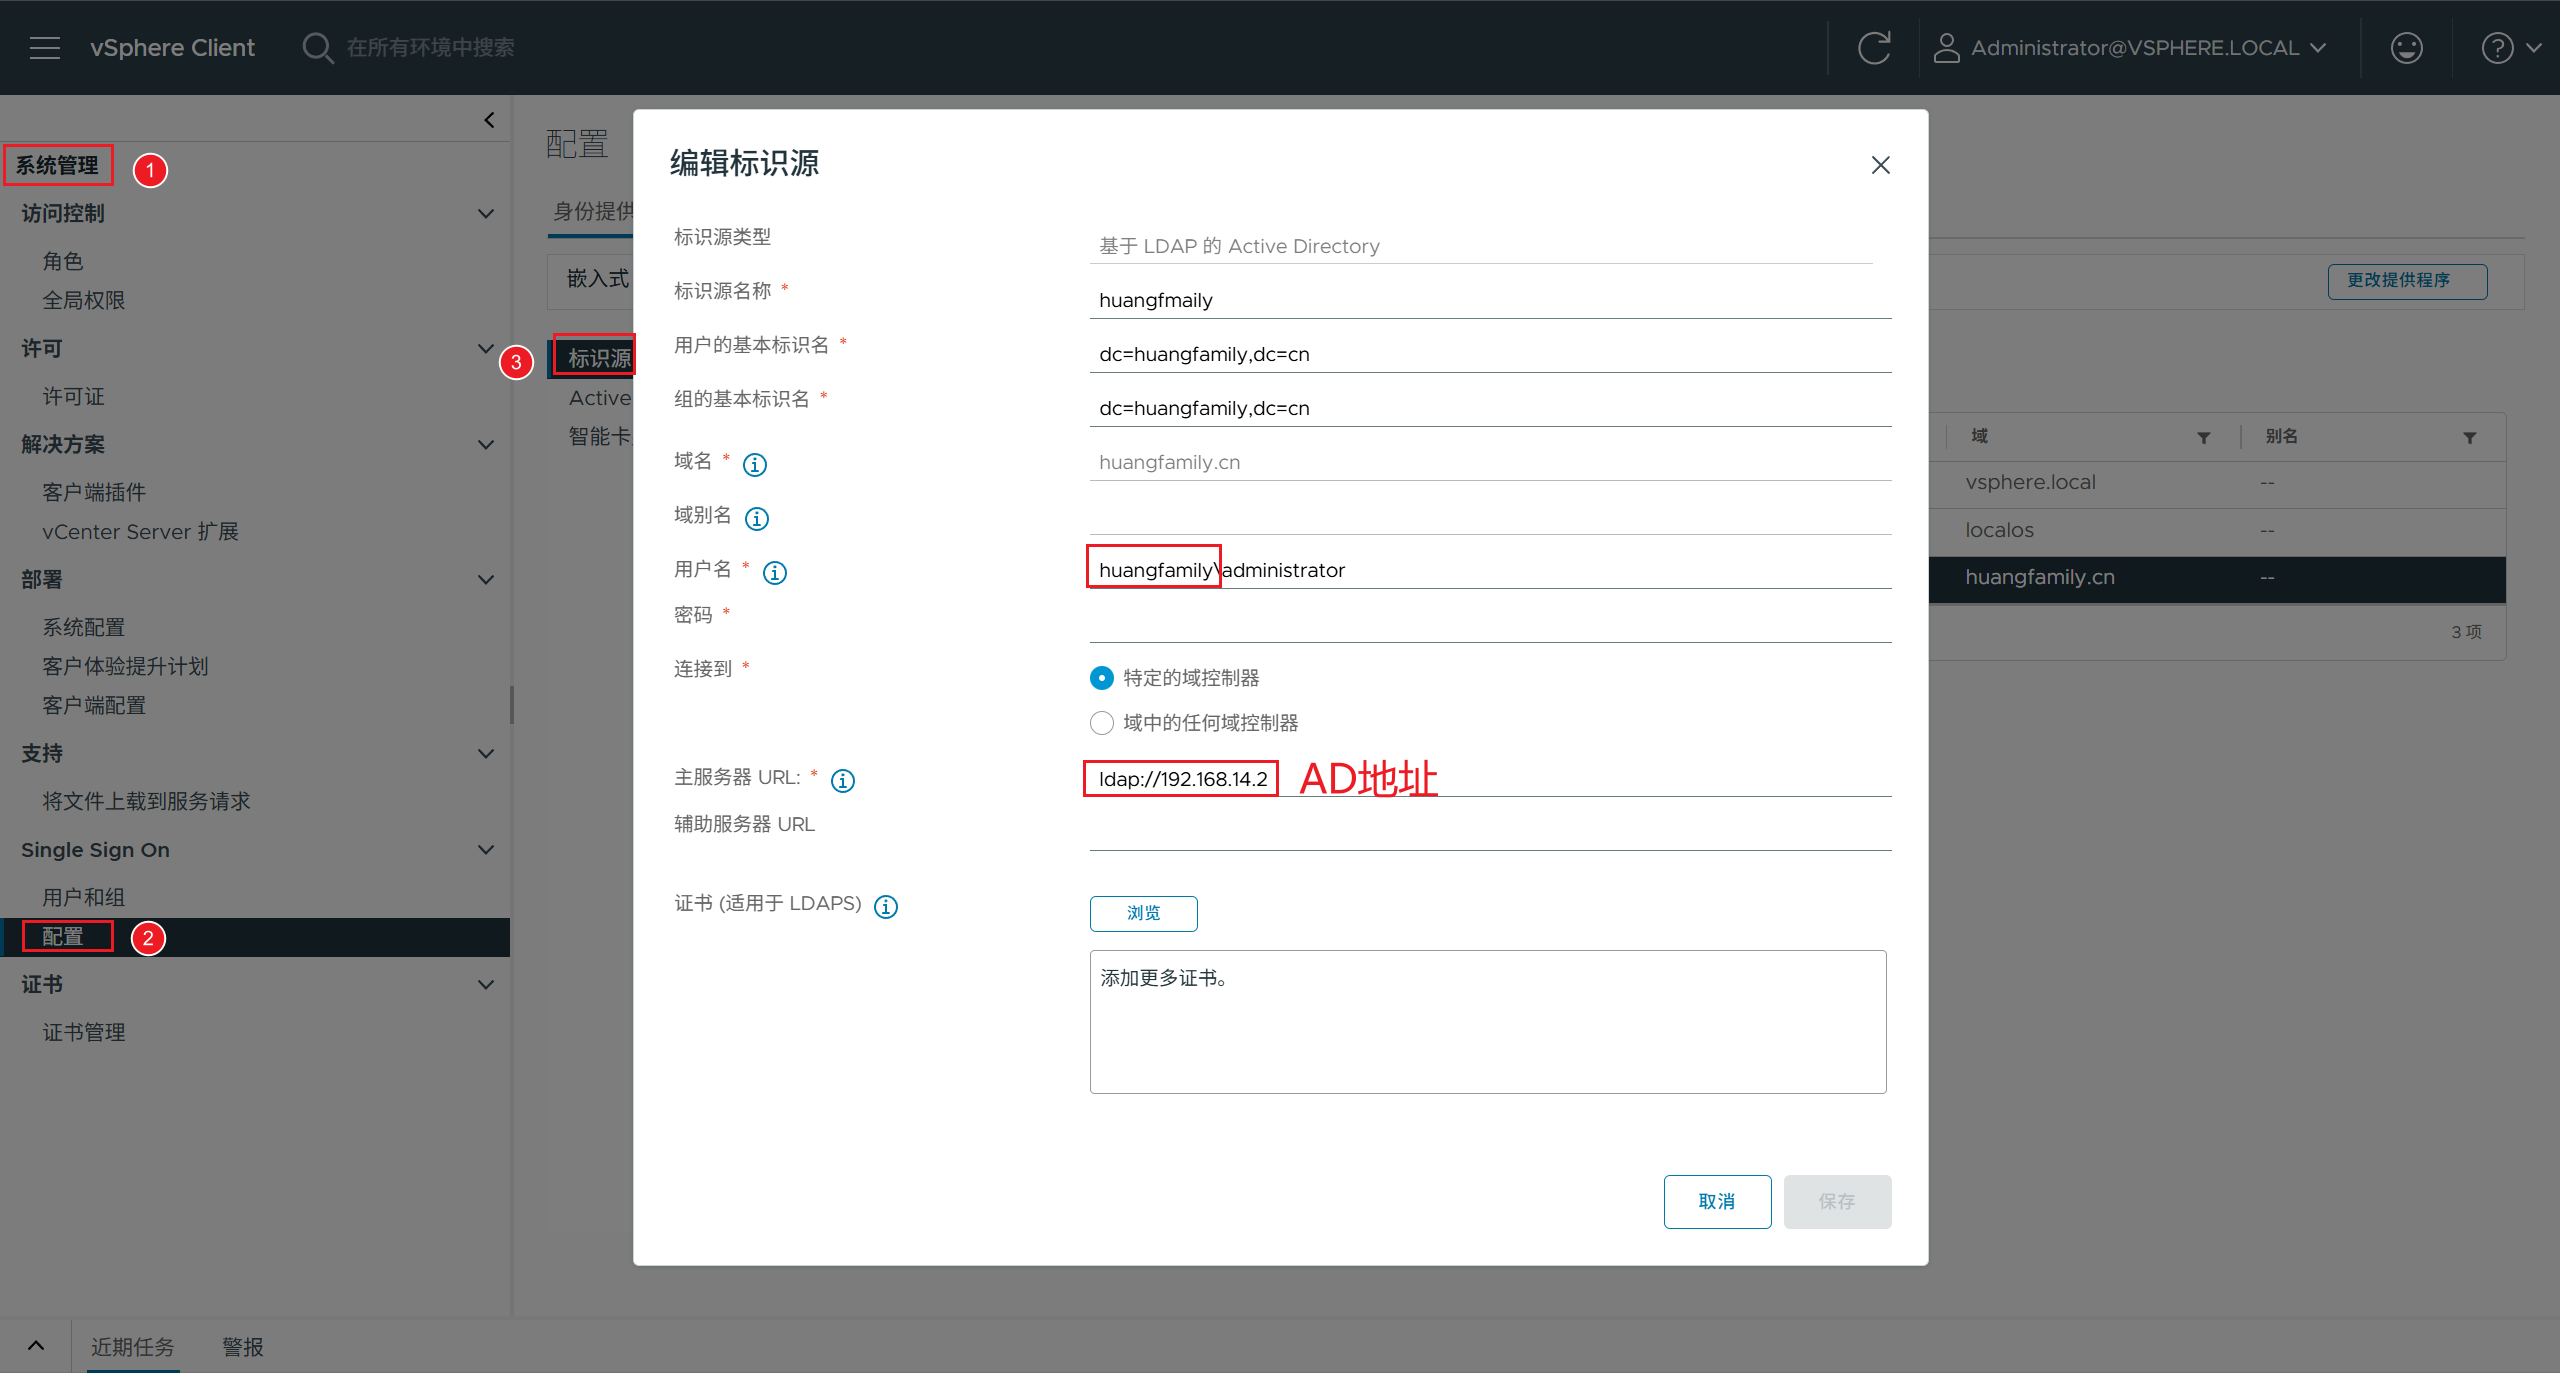 vSphere Client
在所有环境中搜索
Administrator@VSPHERE.LOCAL
系统管理
1
访问控制
角色
全局权限
许可
许可证
解决方案
客户端插件
vCenter Server 扩展
部署
系统配置
客户体验提升计划
客户端配置
支持
将文件上载到服务请求
Single Sign On
用户和组
配置
2
证书
证书管理
配置
身份提供
嵌入式
更改提供程序
3
标识源
Active
智能卡
域
别名
vsphere.local
--
localos
--
huangfamily.cn
--
3 项
编辑标识源
标识源类型
基于 LDAP 的 Active Directory
标识源名称 *
huangfmaily
用户的基本标识名 *
dc=huangfamily,dc=cn
组的基本标识名 *
dc=huangfamily,dc=cn
域名 *
huangfamily.cn
域别名
用户名 *
huangfamily\administrator
密码 *
连接到 *
特定的域控制器
域中的任何域控制器
主服务器 URL: *
ldap://192.168.14.2
AD地址
辅助服务器 URL
证书 (适用于 LDAPS)
浏览
添加更多证书。
取消
保存
近期任务
警报